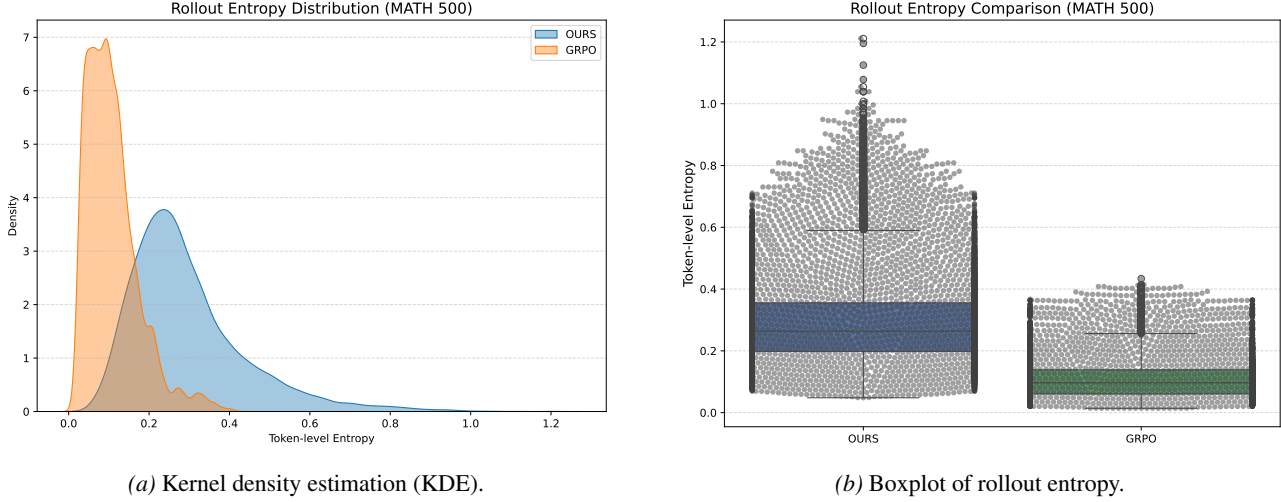 Rollout Entropy Distribution (MATH 500)
7
6
5
4
3
2
1
0
Density
OURS
GRPO
0.0 0.2 0.4 0.6 0.8 1.0 1.2
Token-level Entropy
(a) Kernel density estimation (KDE).
Rollout Entropy Comparison (MATH 500)
1.2
1.0
0.8
0.6
0.4
0.2
0.0
Token-level Entropy
OURS GRPO
(b) Boxplot of rollout entropy.